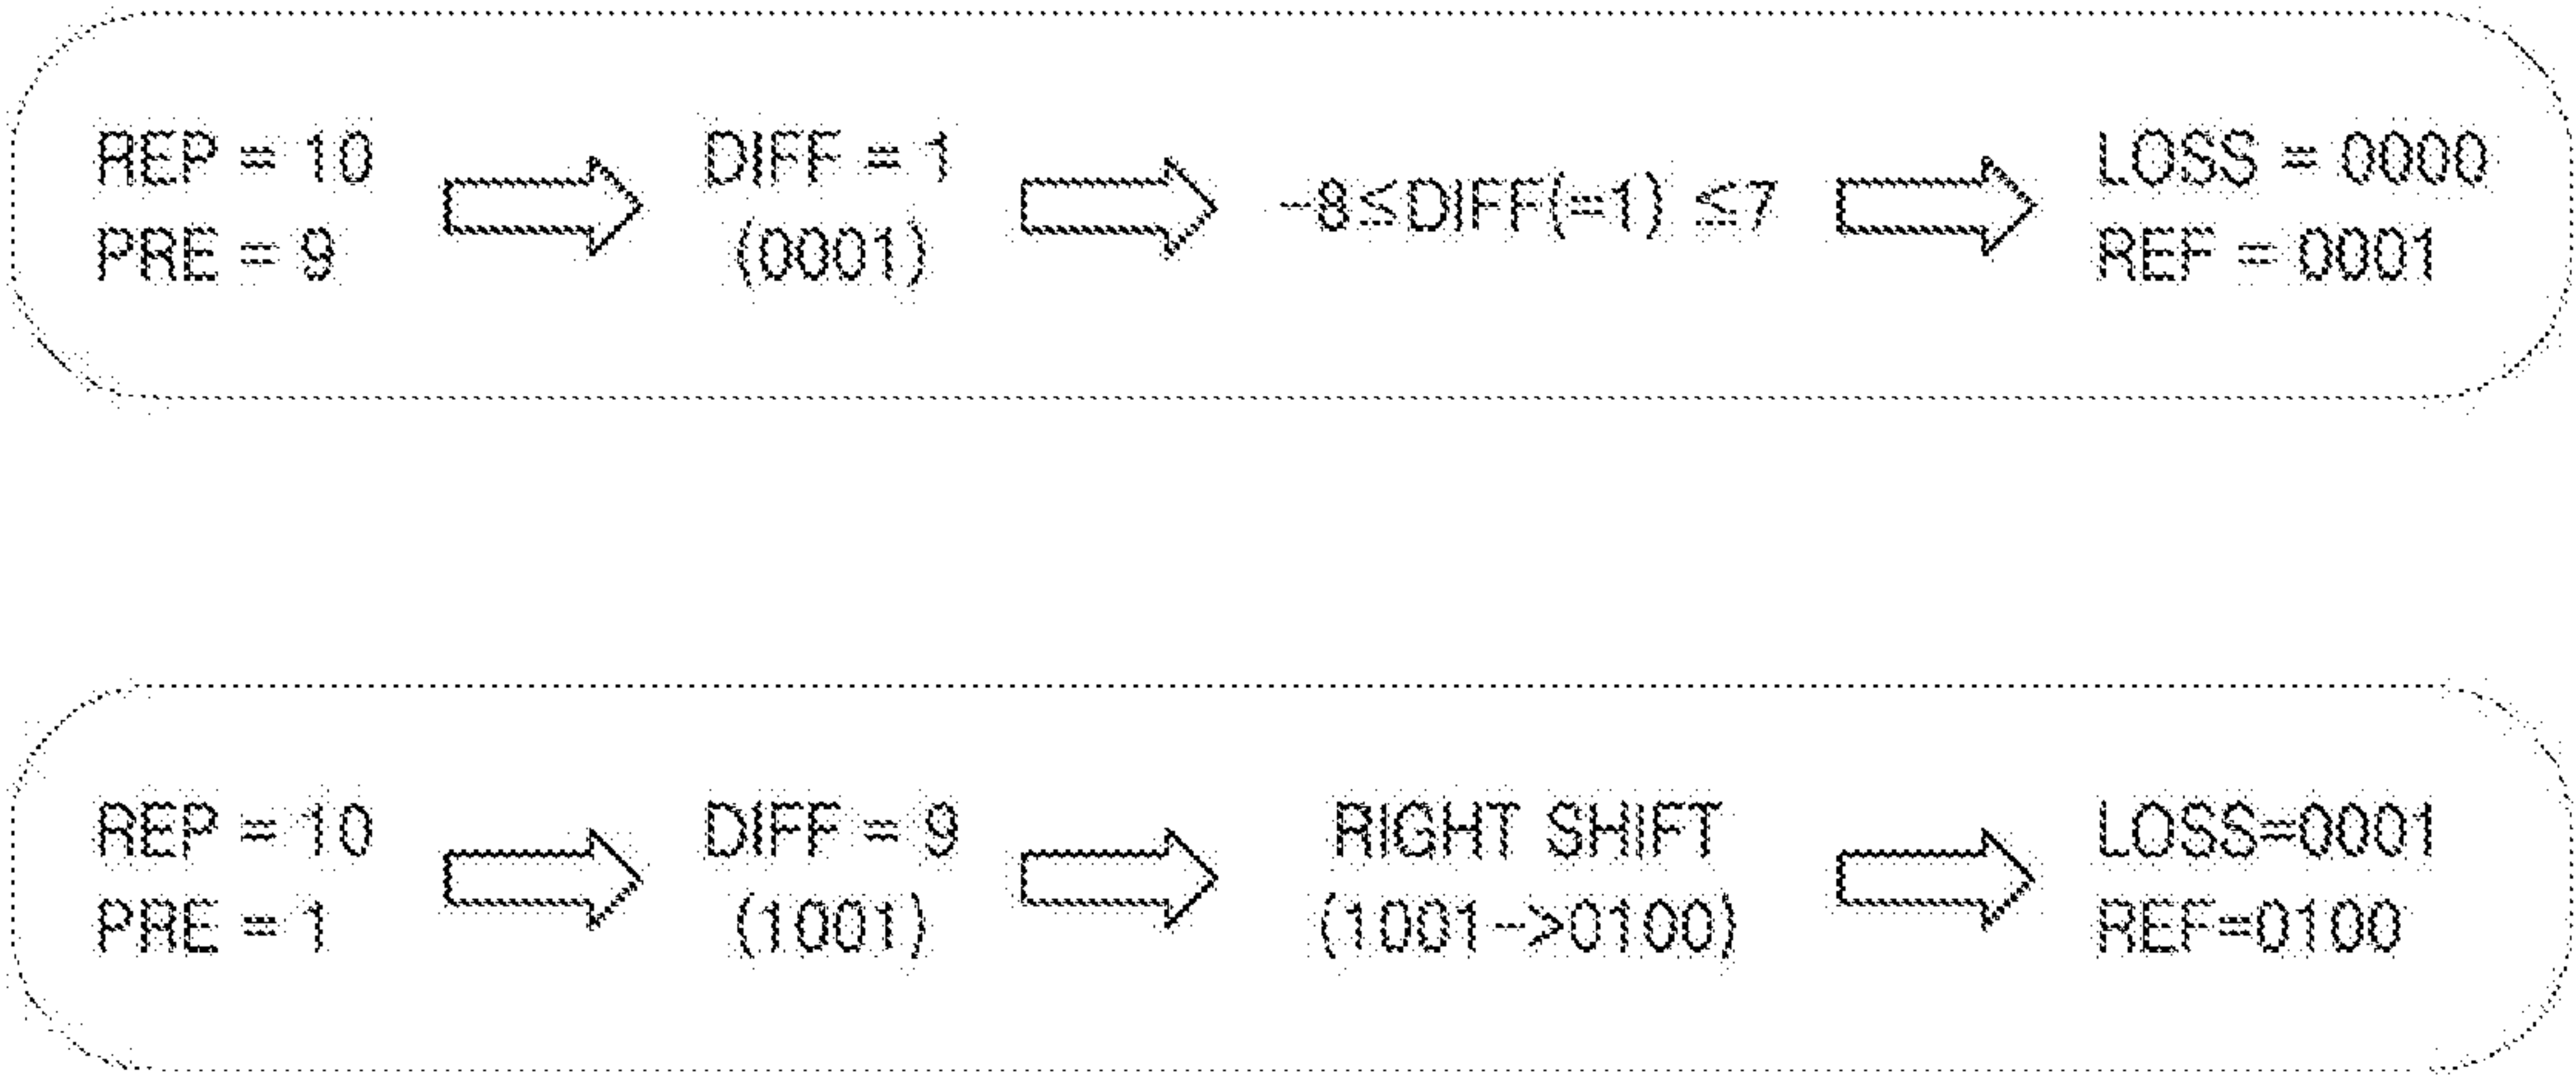 REP = 10
PRE = 9
DIFF = 1
(0001)
-8≤DIFF(=1) ≤7
LOSS = 0000
REF = 0001
REP = 10
PRE = 1
DIFF = 9
(1001)
RIGHT SHIFT
(1001->0100)
LOSS=0001
REF=0100